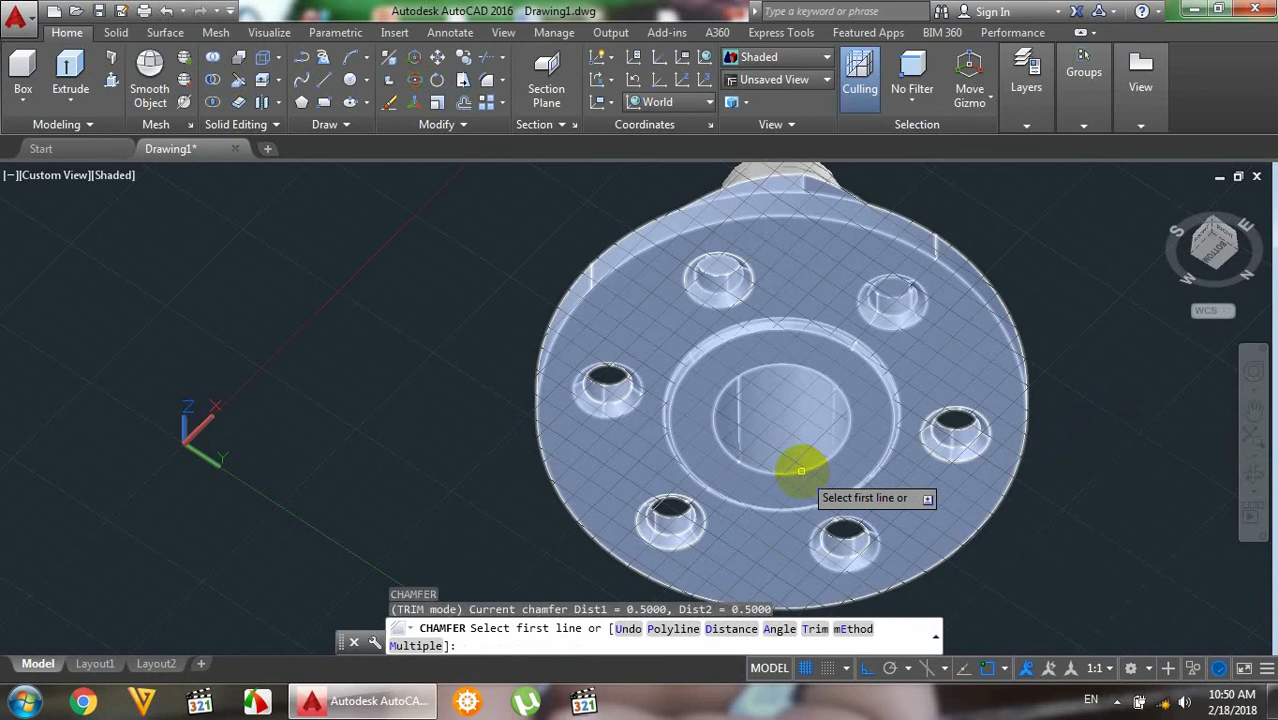 Autodesk AutoCAD 2016 Drawing1.dwg
Type a keyword or phrase
Sign In
Home Solid Surface Mesh Visualize Parametric Insert Annotate View Manage Output Add-ins A360 Express Tools Featured Apps BIM 360 Performance
Box
Extrude
Smooth
Object
Section
Plane
Shaded
Unsaved View
World
Culling
No Filter
Move
Gizmo
Layers
Groups
View
Modeling
Mesh
Solid Editing
Draw
Modify
Section
Coordinates
View
Selection
Start
Drawing1*
[−][Custom View][Shaded]
S
E
W
N
BOTTOM
WCS
Z
X
Y
Select first line or
CHAMFER
(TRIM mode) Current chamfer Dist1 = 0.5000, Dist2 = 0.5000
CHAMFER Select first line or [Undo Polyline Distance Angle Trim mEthod
Multiple]:
Model Layout1 Layout2
MODEL
1:1
321
Autodesk AutoCAD...
321
EN
10:50 AM
2/18/2018